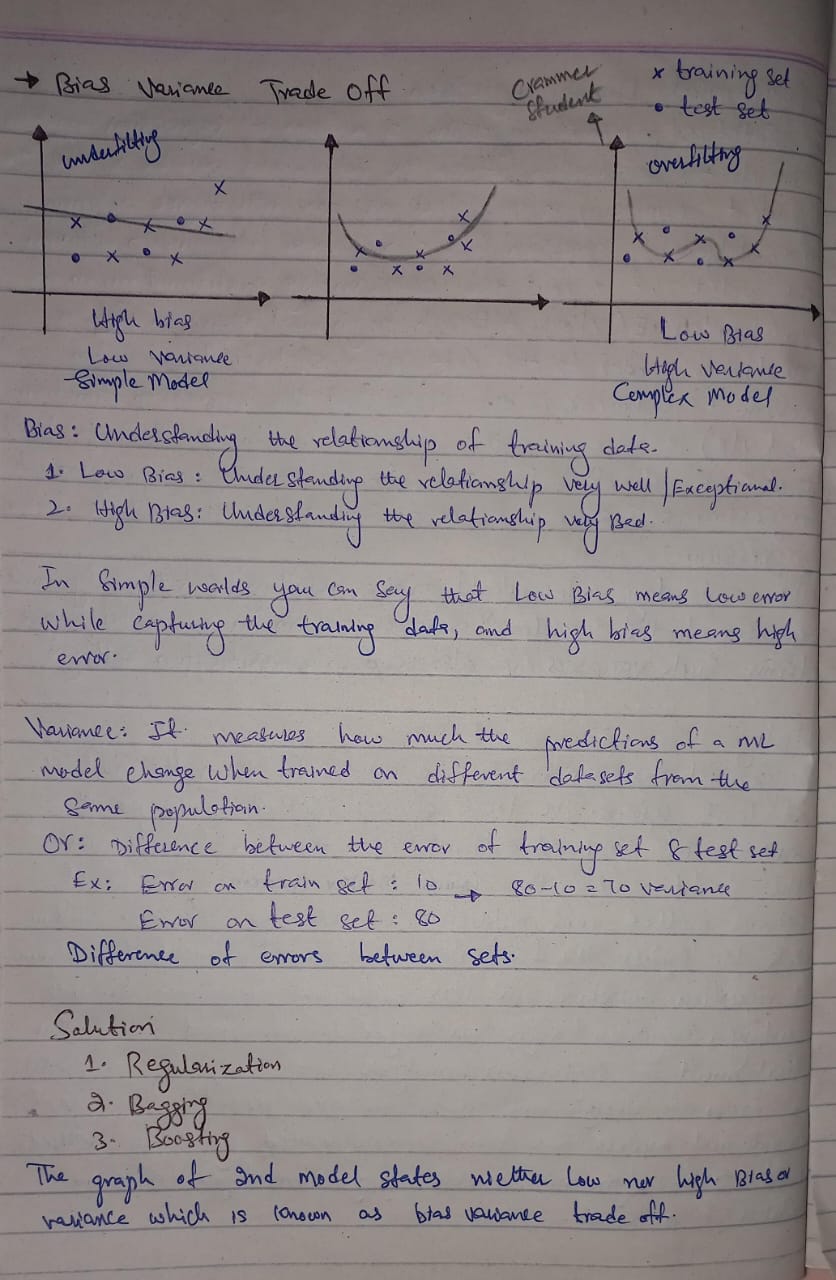 → Bias Variance Trade Off
Crammer
Student
x training set
• test set
underfitting
overfitting
High bias
Low Variance
Simple Model
Low Bias
High Variance
Complex Model
Bias: Understanding the relationship of training data.
1. Low Bias: Understanding the relationship very well / Exceptional.
2. High Bias: Understanding the relationship very Bad.
In Simple worlds you can say that Low Bias means low error
while capturing the training data, and high bias means high
error.
Variance: It measures how much the predictions of a ML
model change when trained on different datasets from the
same population.
Or: Difference between the error of training set & test set
Ex: Error on train set : 10 → 80-10 = 70 variance
Error on test set : 80
Difference of errors between sets.
Solution
1. Regularization
2. Bagging
3. Boosting
The graph of 2nd model states niether low nor high Bias or
variance which is known as bias variance trade off.